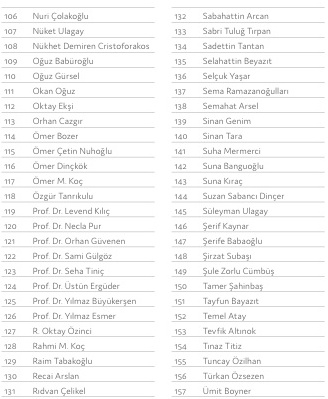 106 Nuri Çolakoğlu
107 Nüket Ulagay
108 Nükhet Demiren Cristoforakos
109 Oğuz Babüroğlu
110 Oğuz Gürsel
111 Okan Oğuz
112 Oktay Ekşi
113 Orhan Cazgır
114 Ömer Bozer
115 Ömer Çetin Nuhoğlu
116 Ömer Dinçkök
117 Ömer M. Koç
118 Özgür Tanrıkulu
119 Prof. Dr. Levend Kılıç
120 Prof. Dr. Necla Pur
121 Prof. Dr. Orhan Güvenen
122 Prof. Dr. Sami Gülgöz
123 Prof. Dr. Seha Tiniç
124 Prof. Dr. Üstün Ergüder
125 Prof. Dr. Yılmaz Büyükerşen
126 Prof. Dr. Yılmaz Esmer
127 R. Oktay Özinci
128 Rahmi M. Koç
129 Raim Tabakoğlu
130 Recai Arslan
131 Rıdvan Çelikel
132 Sabahattin Arcan
133 Sabri Tuluğ Tırpan
134 Sadettin Tantan
135 Selahattin Beyazıt
136 Selçuk Yaşar
137 Sema Ramazanoğulları
138 Semahat Arsel
139 Sinan Genim
140 Sinan Tara
141 Suha Mermerci
142 Suna Banguoğlu
143 Suna Kıraç
144 Suzan Sabancı Dinçer
145 Süleyman Ulagay
146 Şerif Kaynar
147 Şerife Babaoğlu
148 Şirzat Subaşı
149 Şule Zorlu Cümbüş
150 Tamer Şahinbaş
151 Tayfun Bayazıt
152 Temel Atay
153 Tevfik Altınok
154 Tınaz Titiz
155 Tuncay Özilhan
156 Türkan Özsezen
157 Ümit Boyner